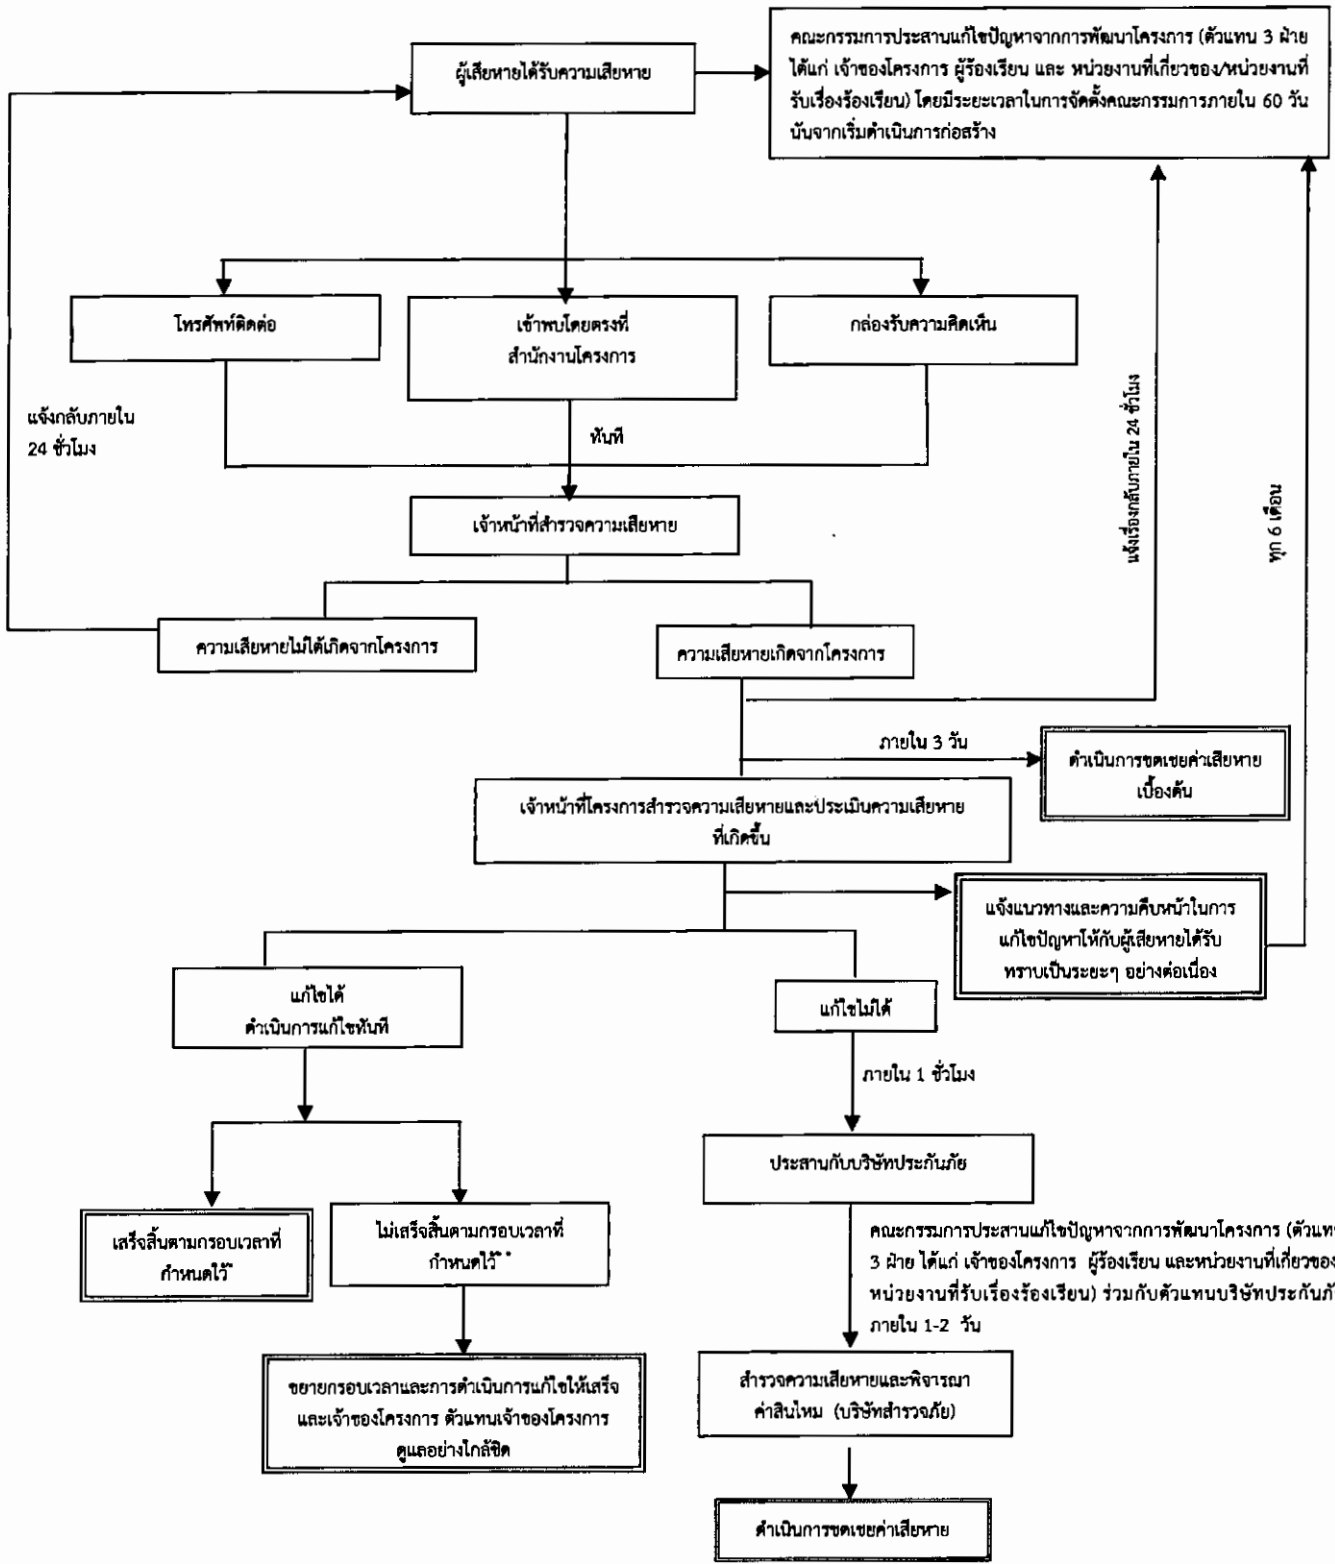 ผู้เสียหายได้รับความเสียหาย
คณะกรรมการประสานแก้ไขปัญหาจากการพัฒนาโครงการ (ตัวแทน 3 ฝ่าย
ได้แก่ เจ้าของโครงการ ผู้ร้องเรียน และ หน่วยงานที่เกี่ยวของ/หน่วยงานที่
รับเรื่องร้องเรียน) โดยมีระยะเวลาในการจัดตั้งคณะกรรมการภายใน 60 วัน
นับจากเริ่มดำเนินการก่อสร้าง
โทรศัพท์ติดต่อ
เข้าพบโดยตรงที่
สำนักงานโครงการ
กล่องรับความคิดเห็น
แจ้งกลับภายใน
24 ชั่วโมง
ทันที
แจ้งเรื่องกลับภายใน 24 ชั่วโมง
ทุก 6 เดือน
เจ้าหน้าที่สำรวจความเสียหาย
ความเสียหายไม่ได้เกิดจากโครงการ
ความเสียหายเกิดจากโครงการ
ภายใน 3 วัน
ดำเนินการชดเชยค่าเสียหาย
เบื้องต้น
เจ้าหน้าที่โครงการสำรวจความเสียหายและประเมินความเสียหาย
ที่เกิดขึ้น
แจ้งแนวทางและความคืบหน้าในการ
แก้ไขปัญหาให้กับผู้เสียหายได้รับ
ทราบเป็นระยะๆ อย่างต่อเนื่อง
แก้ไขได้
ดำเนินการแก้ไขทันที
แก้ไขไม่ได้
ภายใน 1 ชั่วโมง
ประสานกับบริษัทประกันภัย
เสร็จสิ้นตามกรอบเวลาที่
กำหนดไว้*
ไม่เสร็จสิ้นตามกรอบเวลาที่
กำหนดไว้**
คณะกรรมการประสานแก้ไขปัญหาจากการพัฒนาโครงการ (ตัวแทน
3 ฝ่าย ได้แก่ เจ้าของโครงการ ผู้ร้องเรียน และหน่วยงานที่เกี่ยวของ
หน่วยงานที่รับเรื่องร้องเรียน) ร่วมกับตัวแทนบริษัทประกันภัย
ภายใน 1-2 วัน
ขยายกรอบเวลาและการดำเนินการแก้ไขให้เสร็จ
และเจ้าของโครงการ ตัวแทนเจ้าของโครงการ
ดูแลอย่างใกล้ชิด
สำรวจความเสียหายและพิจารณา
ค่าสินไหม (บริษัทสำรวจภัย)
ดำเนินการชดเชยค่าเสียหาย